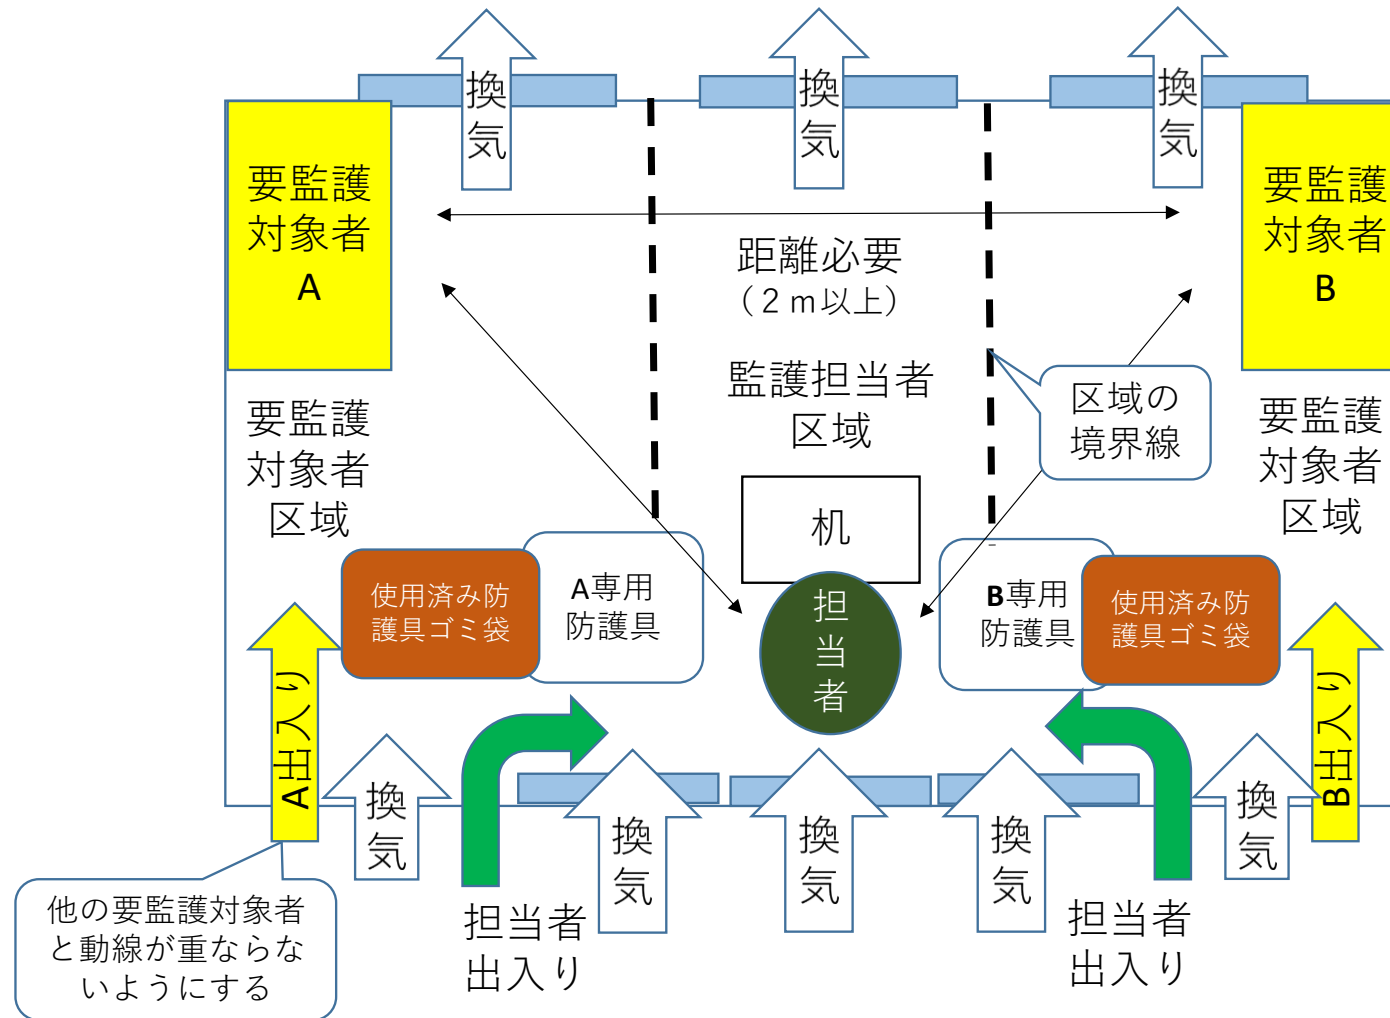 換
気
換
気
換
気
要監護
対象者
A
要監護
対象者
B
距離必要
（２ｍ以上）
監護担当者
区域
区域の
境界線
要監護
対象者
区域
要監護
対象者
区域
机
使用済み防
護具ゴミ袋
A専用
防護具
担
当
者
B専用
防護具
使用済み防
護具ゴミ袋
A出入り
B出入り
換
気
換
気
換
気
換
気
換
気
他の要監護対象者
と動線が重ならな
いようにする
担当者
出入り
担当者
出入り